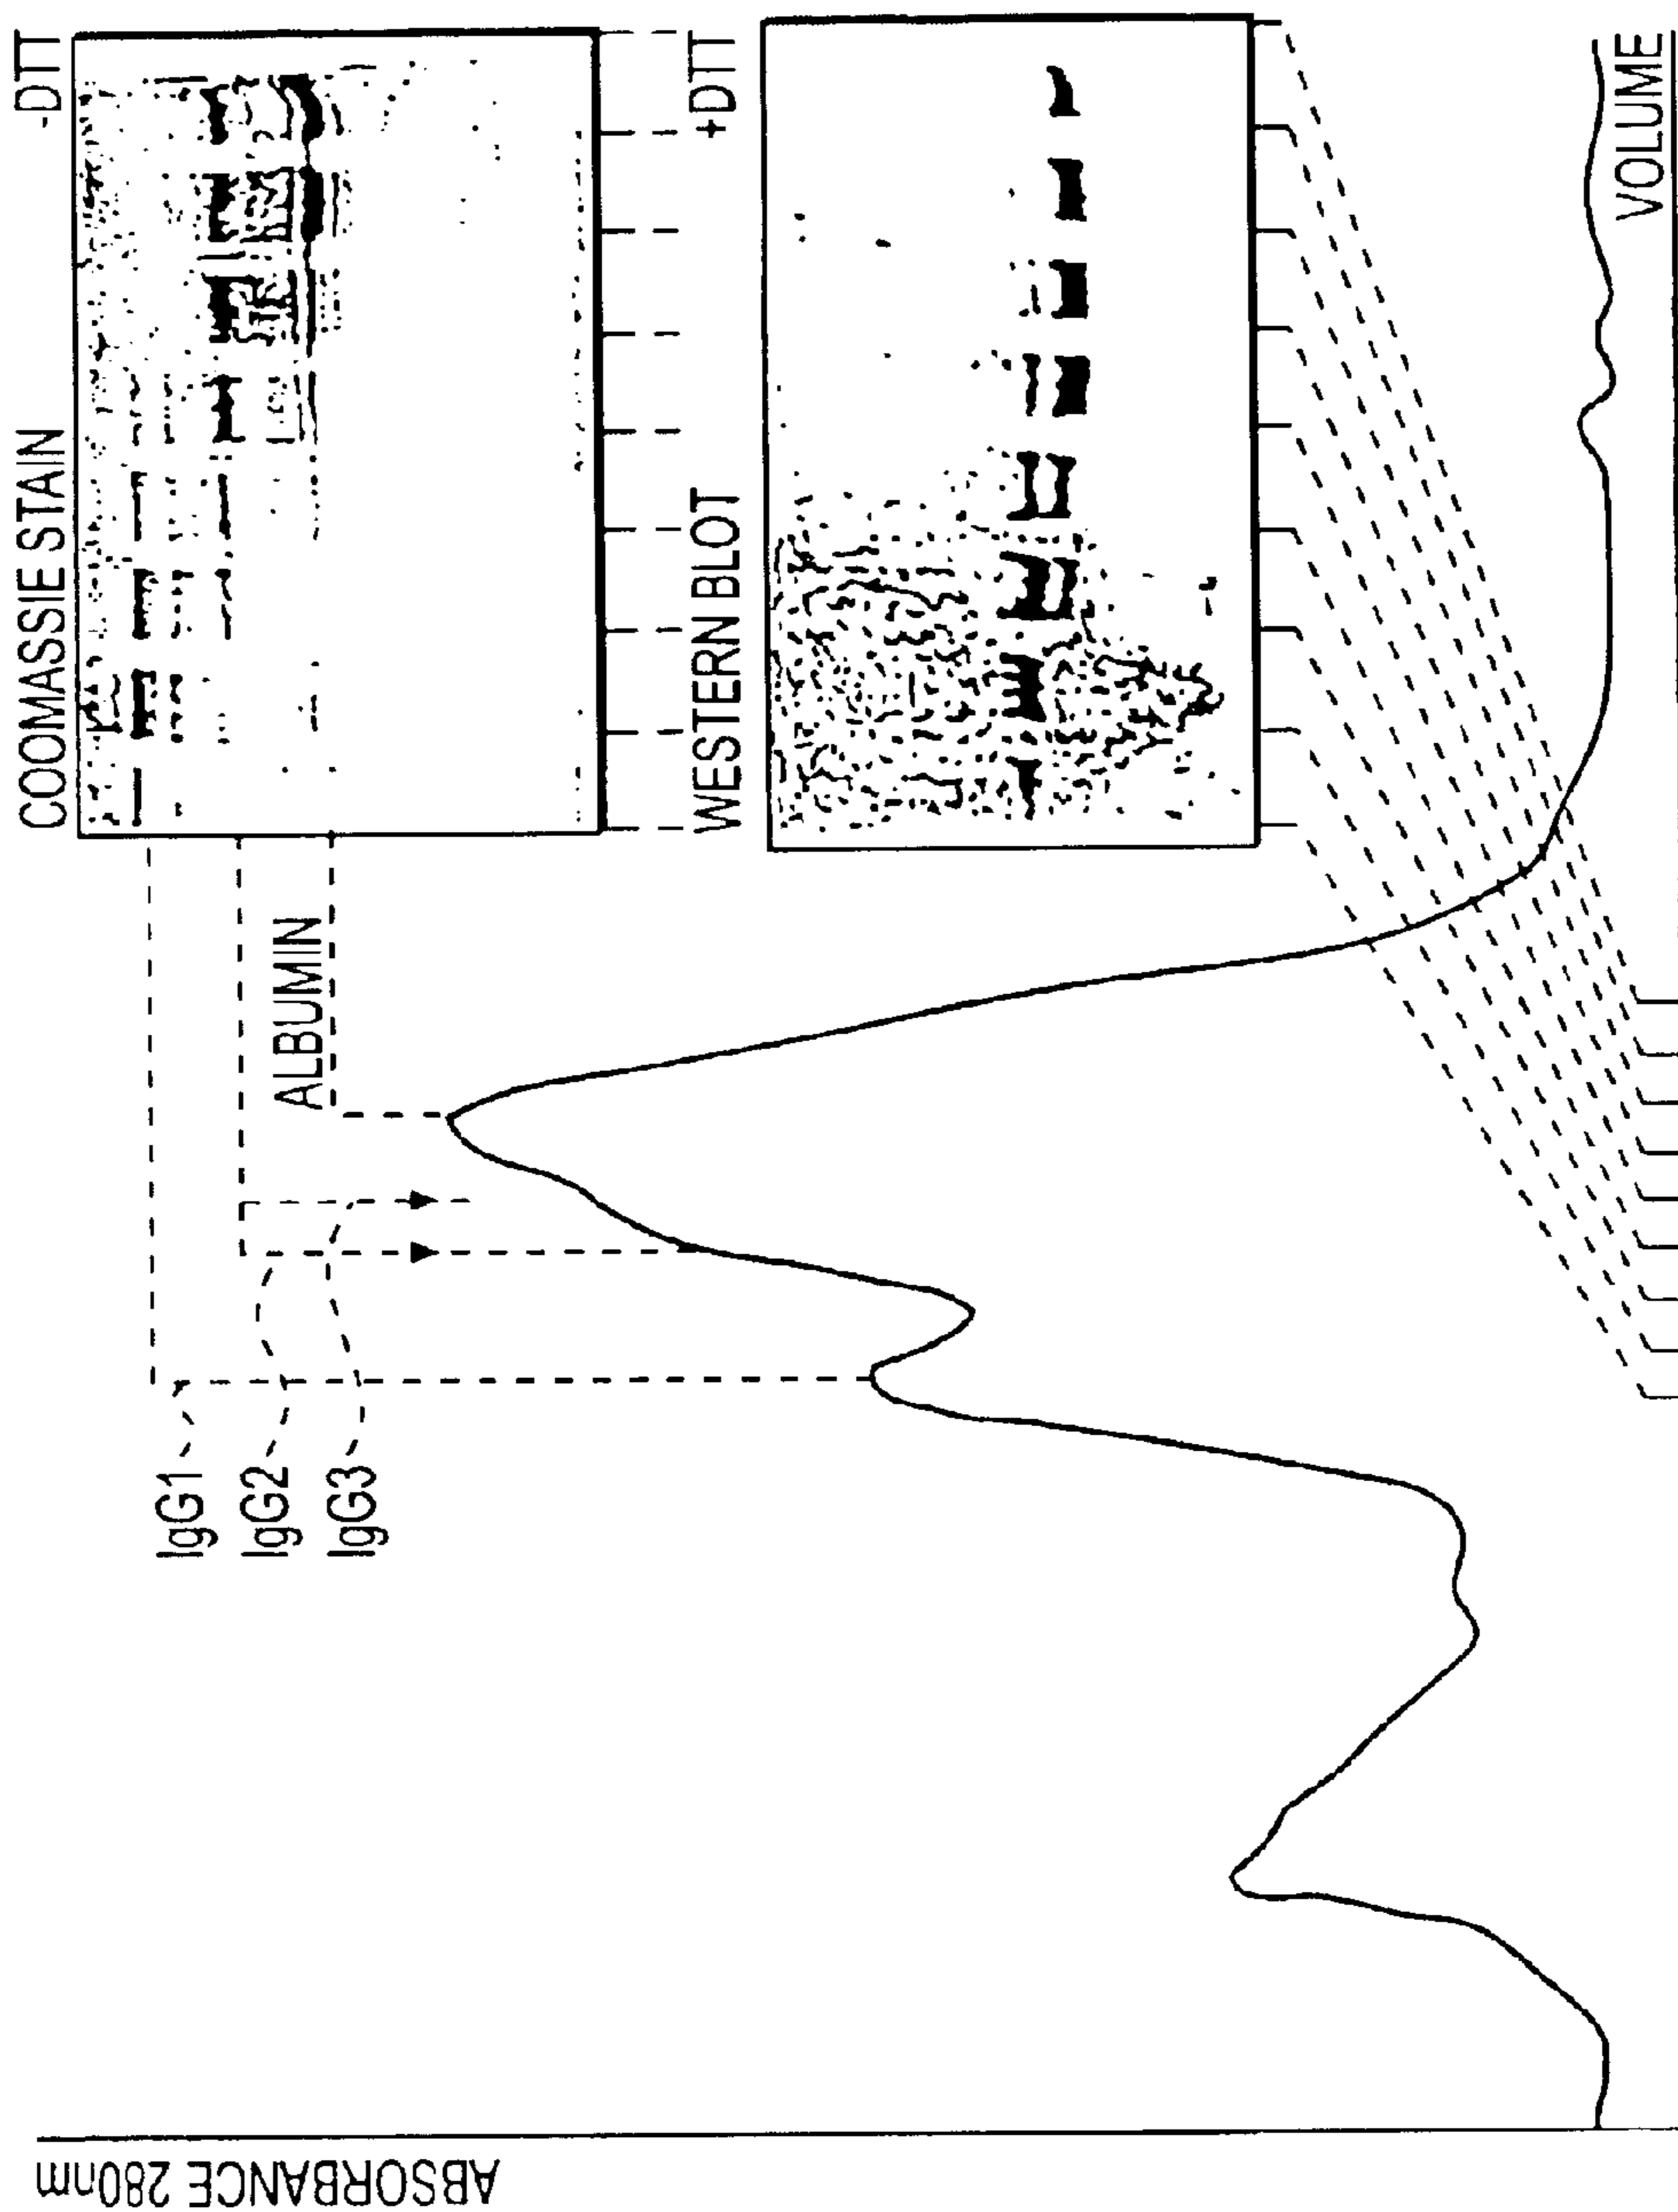 COOMASSIE STAIN
-DTT
IgG1
IgG2
IgG3
ALBUMIN
WESTERN BLOT
+DTT
ABSORBANCE 280nm
VOLUME